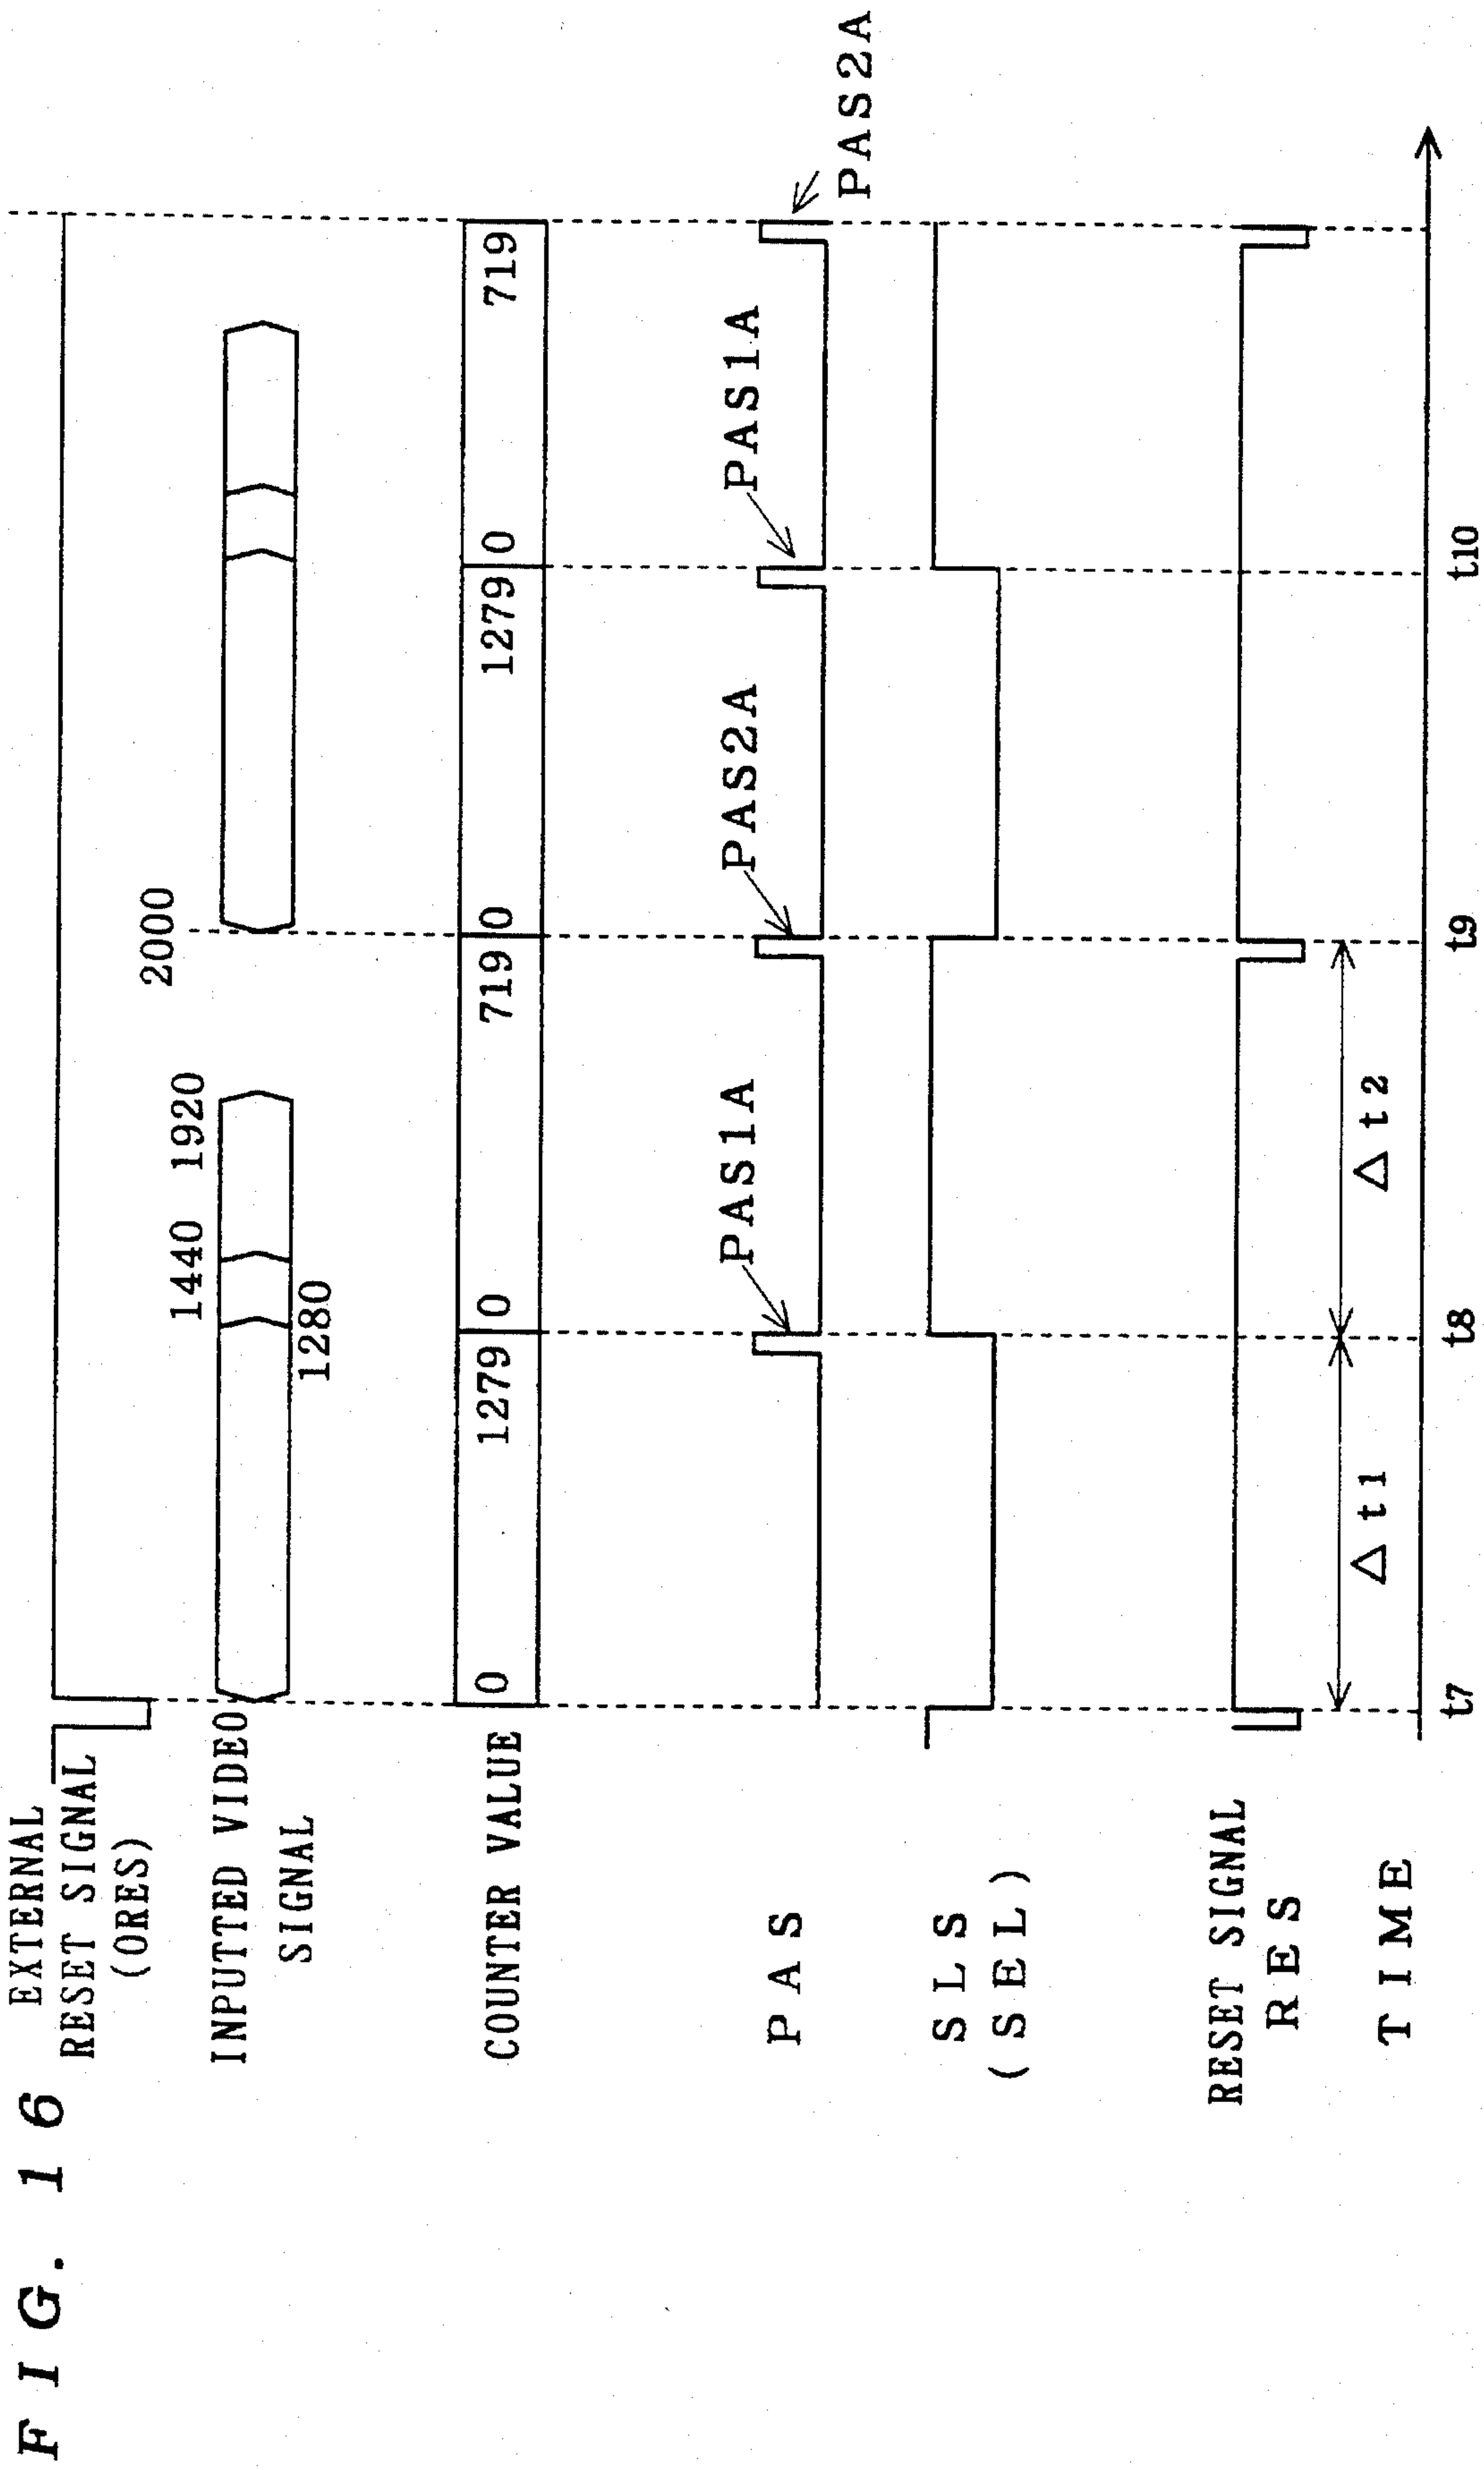 FIG. 16
EXTERNAL
RESET SIGNAL
(ORES)
INPUTTED VIDEO
SIGNAL
1440 1920
1280
2000
COUNTER VALUE
0 1279 0 719 0 1279 0 719
PAS
PAS1A
PAS2A
PAS1A
PAS2A
SLS
(SEL)
RESET SIGNAL
RES
Δt1 Δt2
TIME
t7 t8 t9 t10